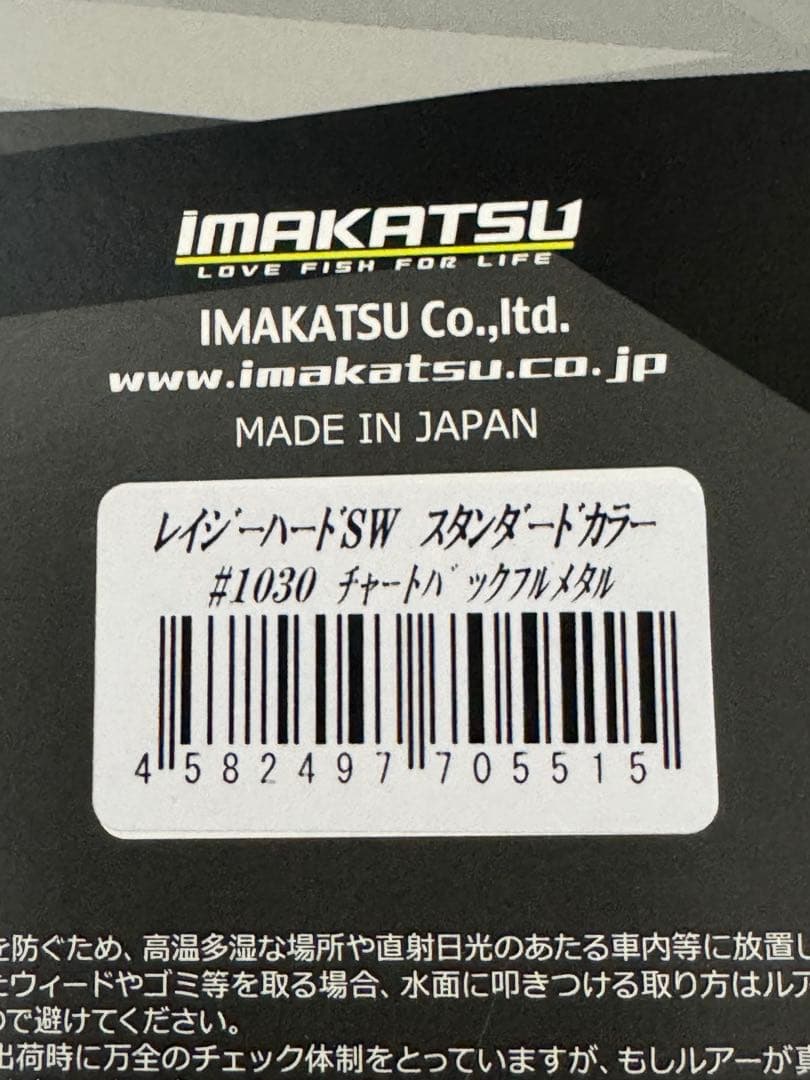 iMAKATSU
LOVE FISH FOR LIFE
IMAKATSU Co.,ltd.
www.imakatsu.co.jp
MADE IN JAPAN
レイジーハードSW スタンダードカラー
#1030 チャートバックフルメタル
4 582497 705515
を防ぐため、高温多湿な場所や直射日光のあたる車内等に放置し
たウィードやゴミ等を取る場合、水面に叩きつける取り方はルア
ので避けてください。
出荷時に万全のチェック体制をとっていますが、もしルアーが真